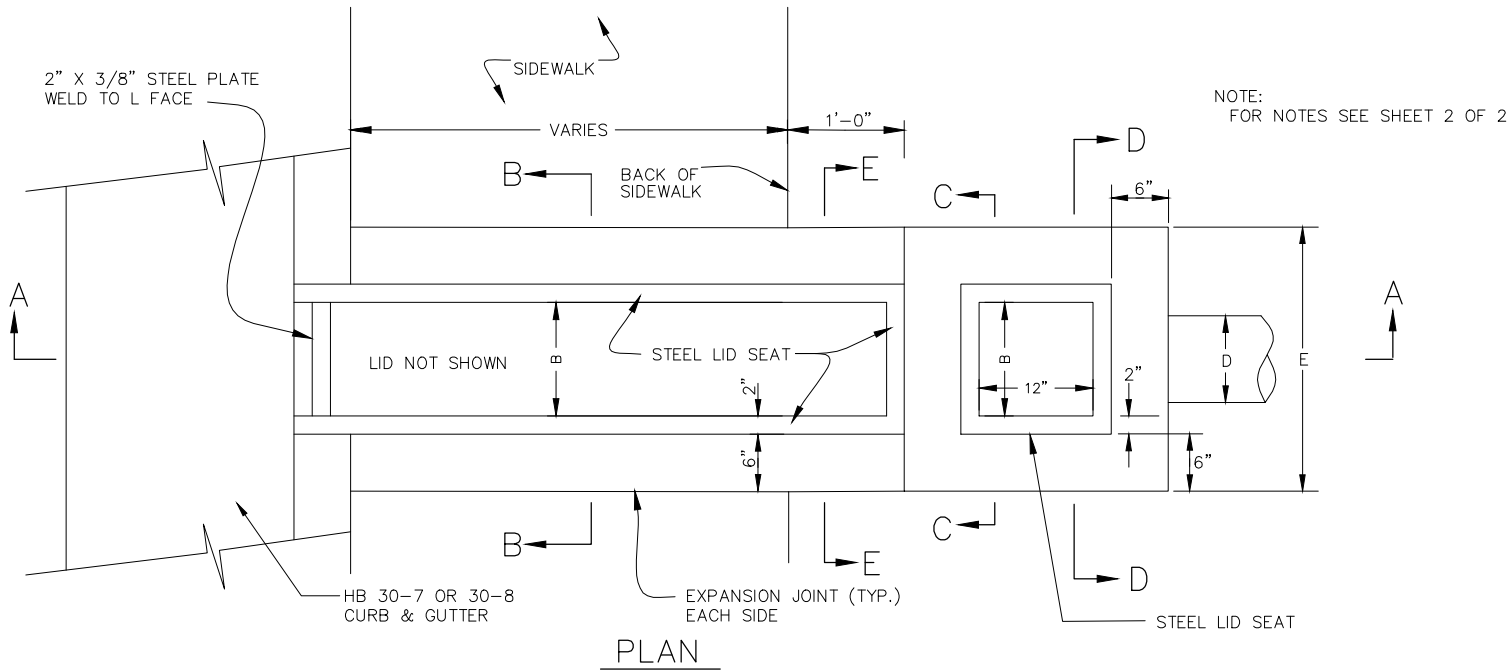 2" X 3/8" STEEL PLATE
WELD TO L FACE
SIDEWALK
NOTE:
FOR NOTES SEE SHEET 2 OF 2
VARIES
1'-0"
BACK OF
SIDEWALK
B
E
C
D
6"
A
A
LID NOT SHOWN
B
STEEL LID SEAT
2"
6"
B
12"
2"
6"
D
E
B
E
C
D
HB 30-7 OR 30-8
CURB & GUTTER
EXPANSION JOINT (TYP.)
EACH SIDE
STEEL LID SEAT
PLAN